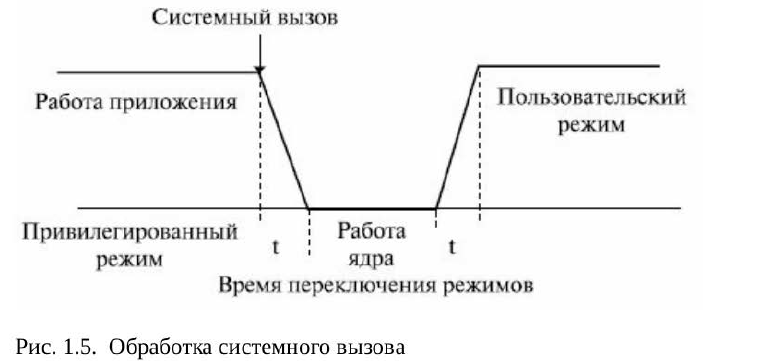 Системный вызов
Работа приложения
Пользовательский
режим
Привилегированный
режим
t
Работа
ядра
t
Время переключения режимов
Рис. 1.5. Обработка системного вызова